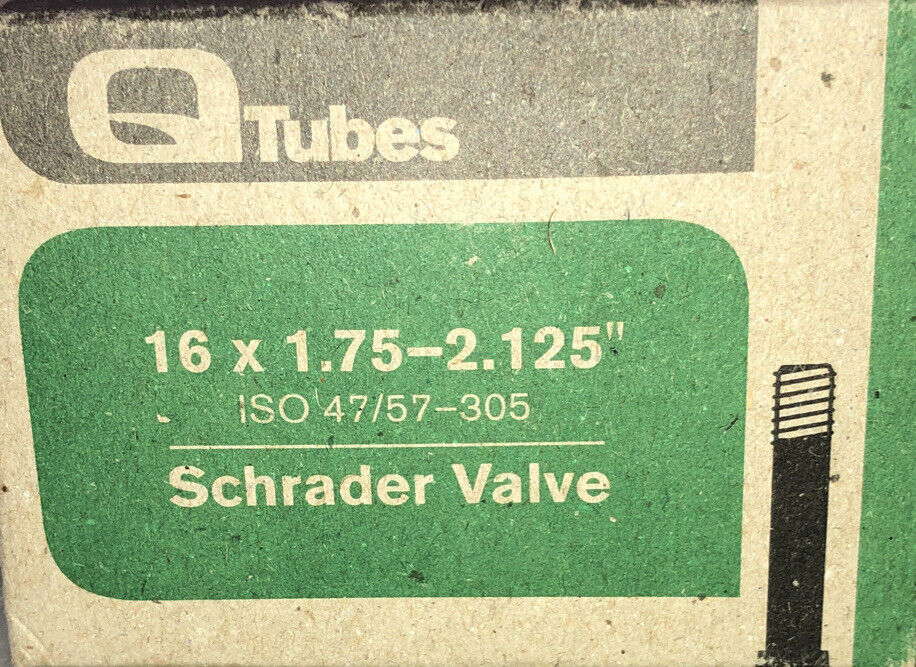 Q Tubes
16 x 1.75–2.125"
ISO 47/57–305
Schrader Valve